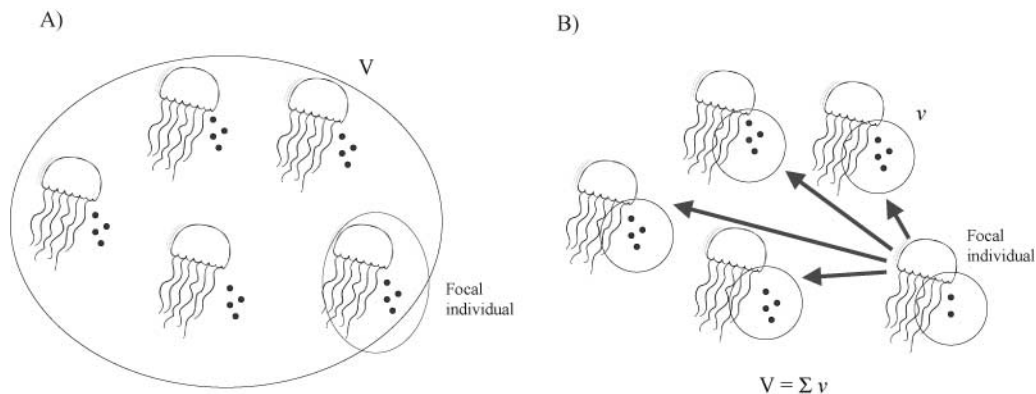 A)
V
Focal
individual
B)
v
Focal
individual
V = Σ v